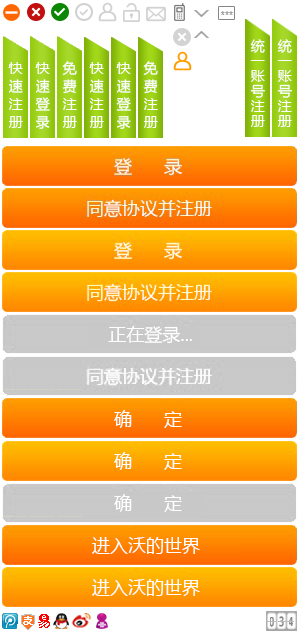 ***
快速注册
快速登录
免费注册
快速注册
快速登录
免费注册
统一账号注册
统一账号注册
登 录
同意协议并注册
登 录
同意协议并注册
正在登录...
同意协议并注册
确 定
确 定
确 定
进入沃的世界
进入沃的世界
易
034